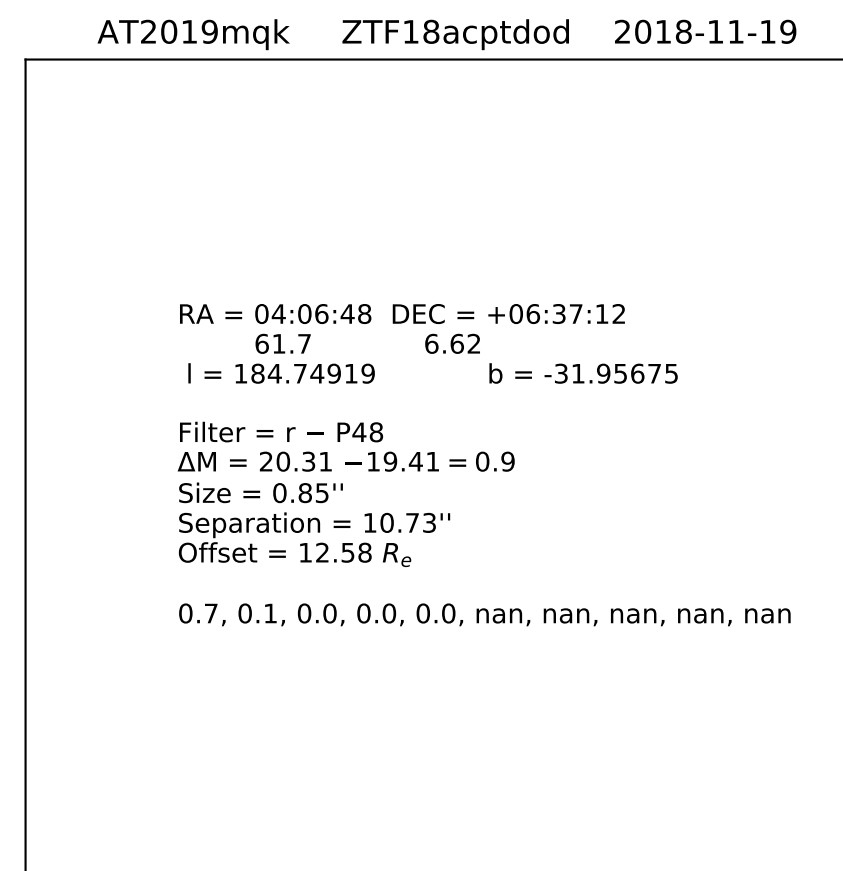 AT2019mqk ZTF18acptdod 2018-11-19
RA = 04:06:48 DEC = +06:37:12
61.7 6.62
l = 184.74919 b = -31.95675
Filter = r − P48
ΔM = 20.31 −19.41 = 0.9
Size = 0.85''
Separation = 10.73''
Offset = 12.58 Re
0.7, 0.1, 0.0, 0.0, 0.0, nan, nan, nan, nan, nan